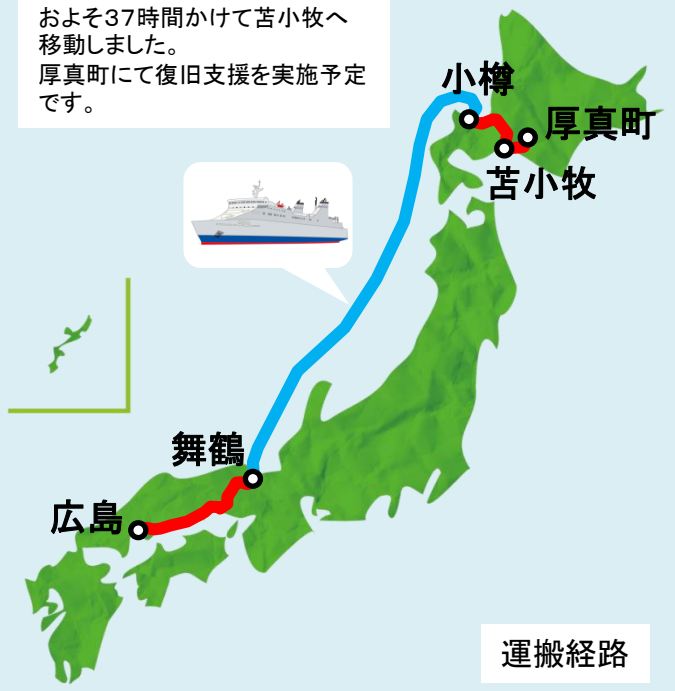 およそ37時間かけて苫小牧へ
移動しました。
厚真町にて復旧支援を実施予定
です。
小樽
厚真町
苫小牧
舞鶴
広島
運搬経路